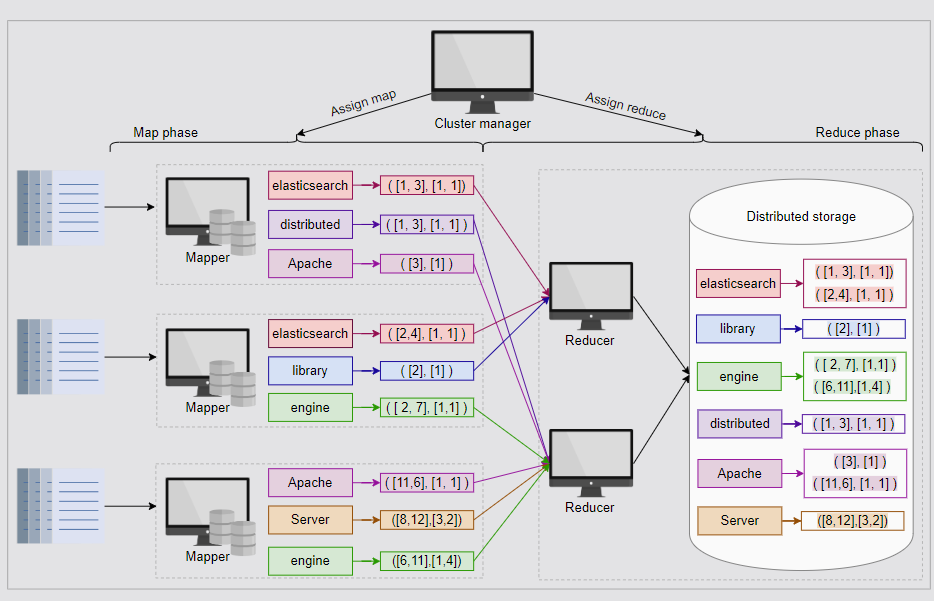 Assign map
Assign reduce
Cluster manager
Map phase
Reduce phase
Mapper
elasticsearch
( [1, 3], [1, 1])
distributed
( [1, 3], [1, 1 ] )
Apache
( [3], [1] )
Mapper
elasticsearch
( [2,4], [1, 1 ] )
library
( [2], [1] )
engine
( [ 2, 7], [1,1] )
Mapper
Apache
( [11,6], [1, 1] )
Server
([8,12],[3,2])
engine
([6,11],[1,4])
Reducer
Reducer
Distributed storage
elasticsearch
( [1, 3], [1, 1])
( [2,4], [1, 1 ] )
library
( [2], [1] )
engine
( [ 2, 7], [1,1] )
([6,11],[1,4] )
distributed
( [1, 3], [1, 1 ] )
Apache
( [3], [1] )
( [11,6], [1, 1] )
Server
([8,12],[3,2])